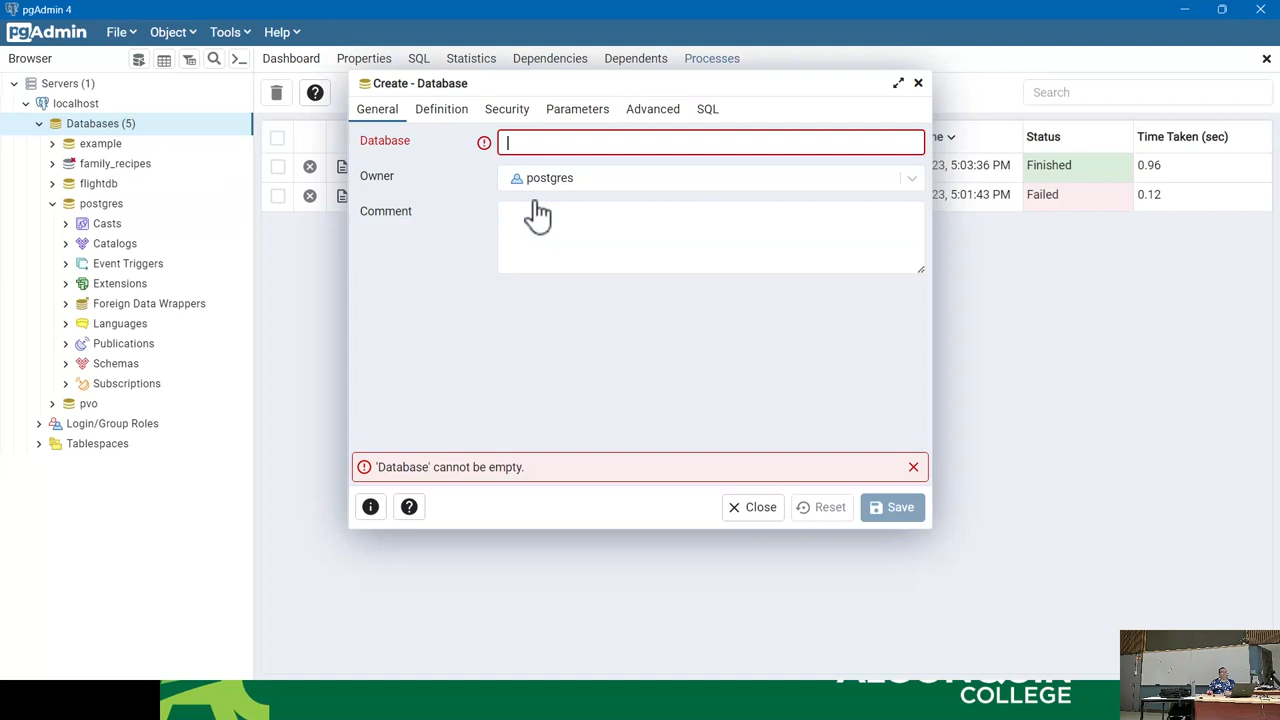 pgAdmin 4
pgAdmin
File
Object
Tools
Help
Browser
Dashboard
Properties
SQL
Statistics
Dependencies
Dependents
Processes
Servers (1)
localhost
Databases (5)
example
family_recipes
flightdb
postgres
Casts
Catalogs
Event Triggers
Extensions
Foreign Data Wrappers
Languages
Publications
Schemas
Subscriptions
pvo
Login/Group Roles
Tablespaces
Create - Database
General
Definition
Security
Parameters
Advanced
SQL
Database
Owner
postgres
Comment
'Database' cannot be empty.
Close
Reset
Save
Search
Status
Time Taken (sec)
23, 5:03:36 PM
Finished
0.96
23, 5:01:43 PM
Failed
0.12
COLLEGE